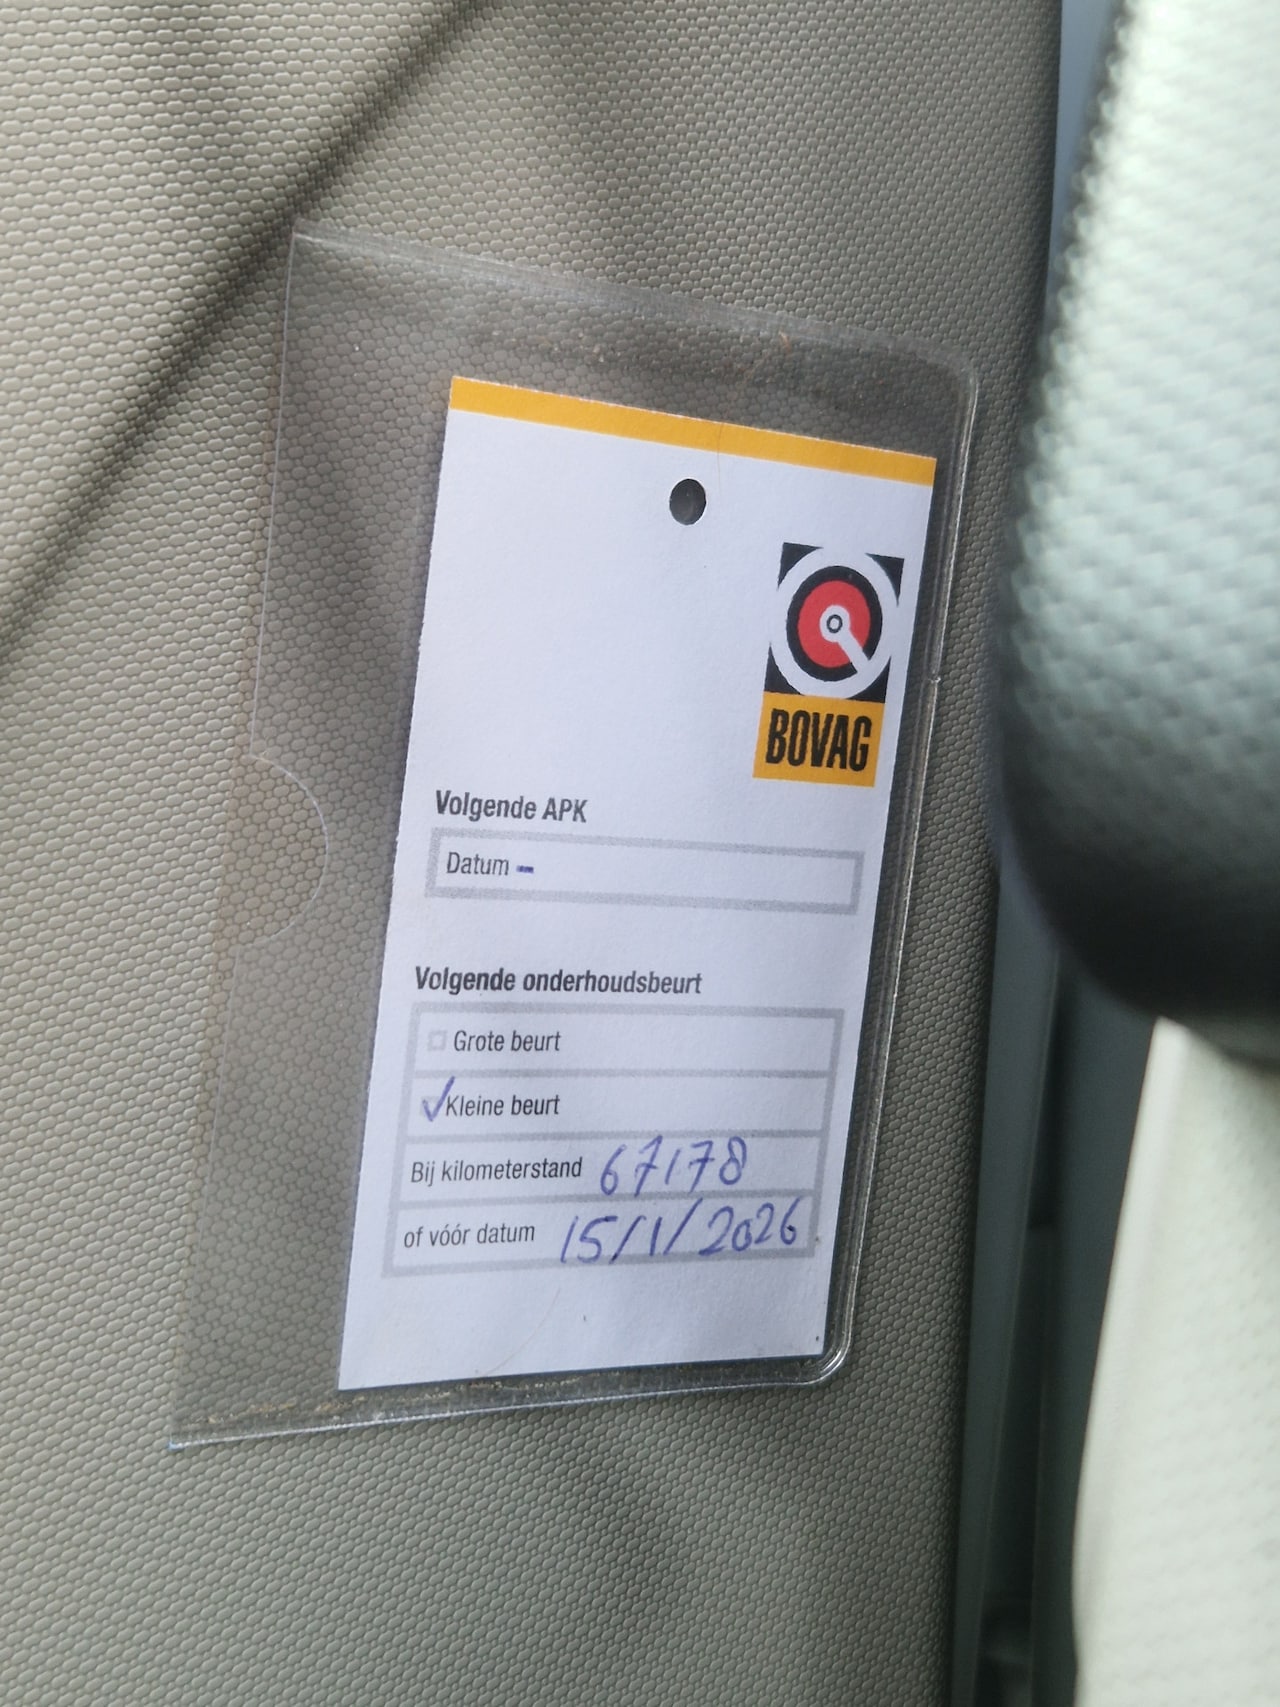 BOVAG
Volgende APK
Datum -
Volgende onderhoudsbeurt
Grote beurt
Kleine beurt
Bij kilometerstand 67178
of vóór datum 15/1/2026